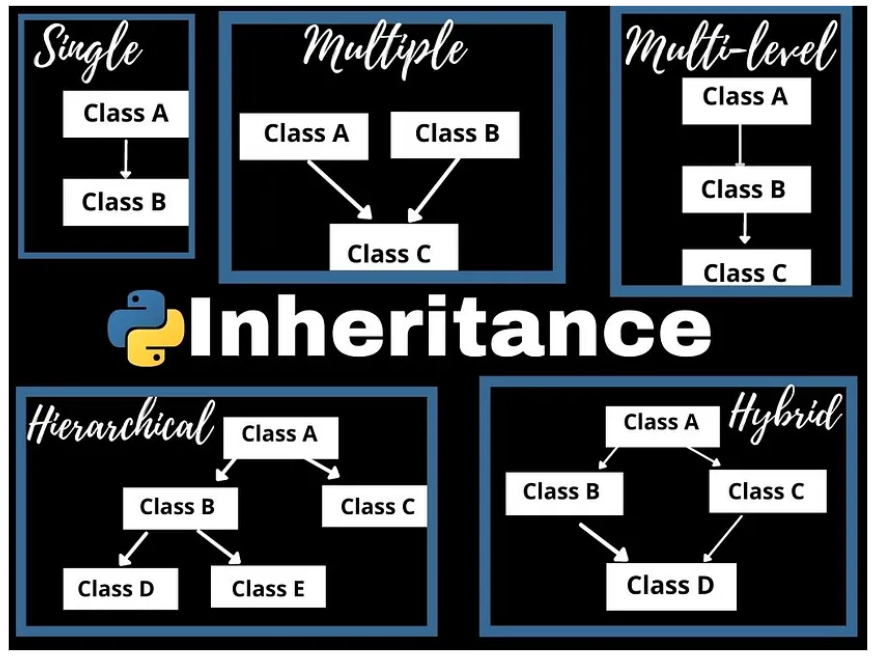 Single
Class A
Class B
Multiple
Class A
Class B
Class C
Multi-level
Class A
Class B
Class C
Inheritance
Hierarchical
Class A
Class B
Class C
Class D
Class E
Hybrid
Class A
Class B
Class C
Class D